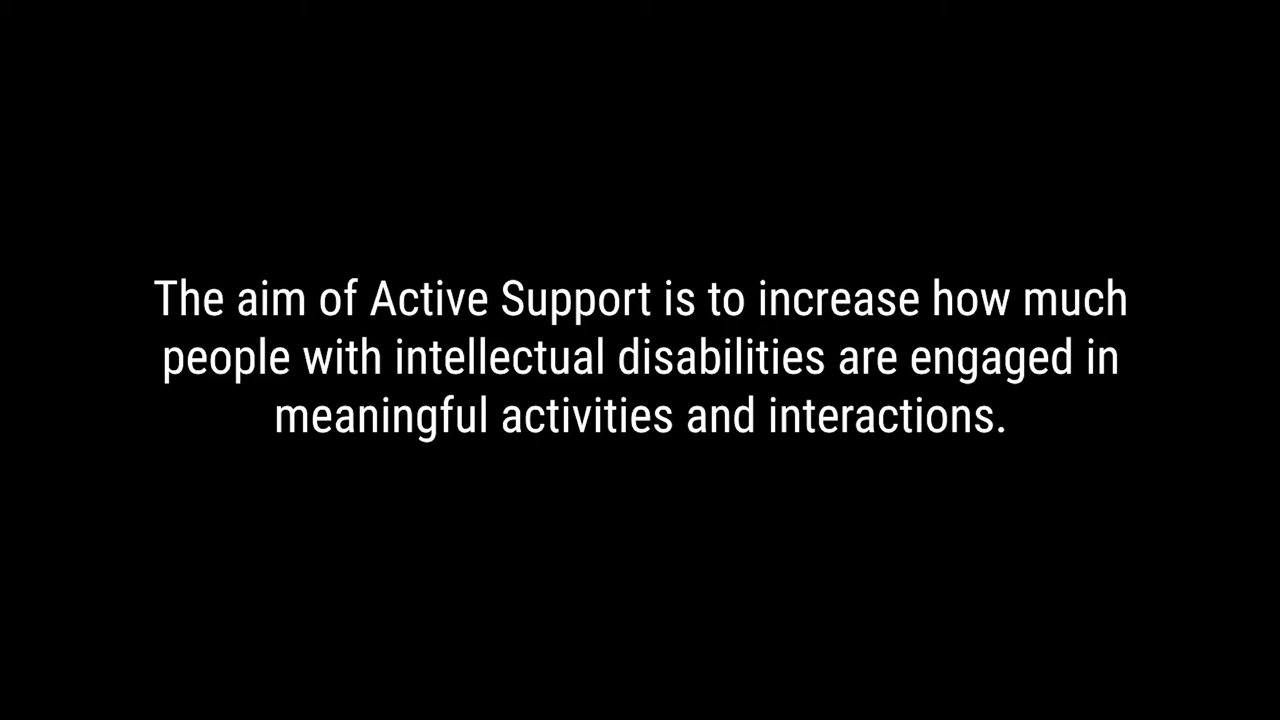 The aim of Active Support is to increase how much
people with intellectual disabilities are engaged in
meaningful activities and interactions.